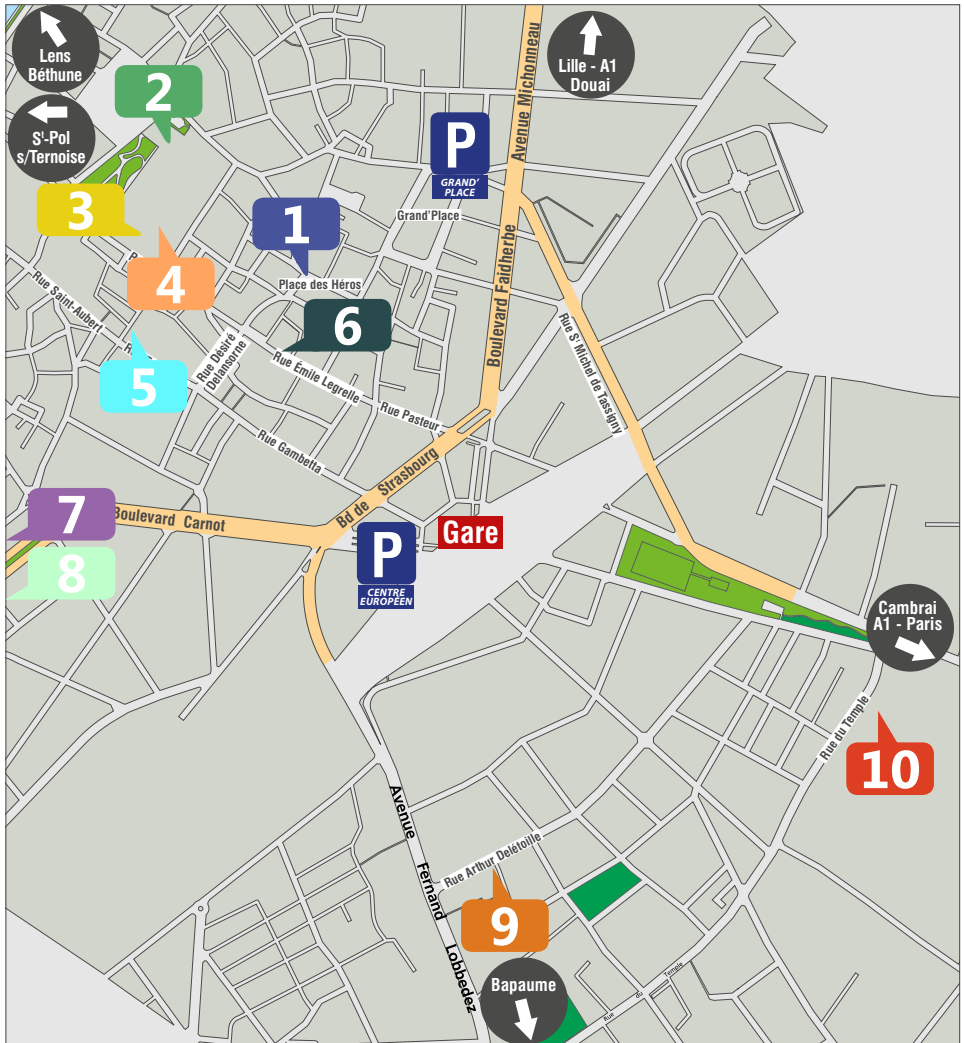 Lens
Béthune
Sᵗ-Pol
s/Ternoise
Lille - A1
Douai
Avenue Michonneau
2
P
GRAND'
PLACE
3
1
Grand'Place
Boulevard Faidherbe
4
Place des Héros
Rue Saint-Aubert
6
5
Rue Désiré
Delansorne
Rue Émile Legrelle
Rue Sᵗ Michel de Tassigny
Rue Pasteur
Rue Gambetta
Bd de Strasbourg
7
Boulevard Carnot
Gare
P
CENTRE
EUROPÉEN
8
Cambrai
A1 - Paris
Rue du Temple
10
Avenue Fernand Lobbedez
Rue Arthur Delétoille
9
Bapaume
Rue du Temple